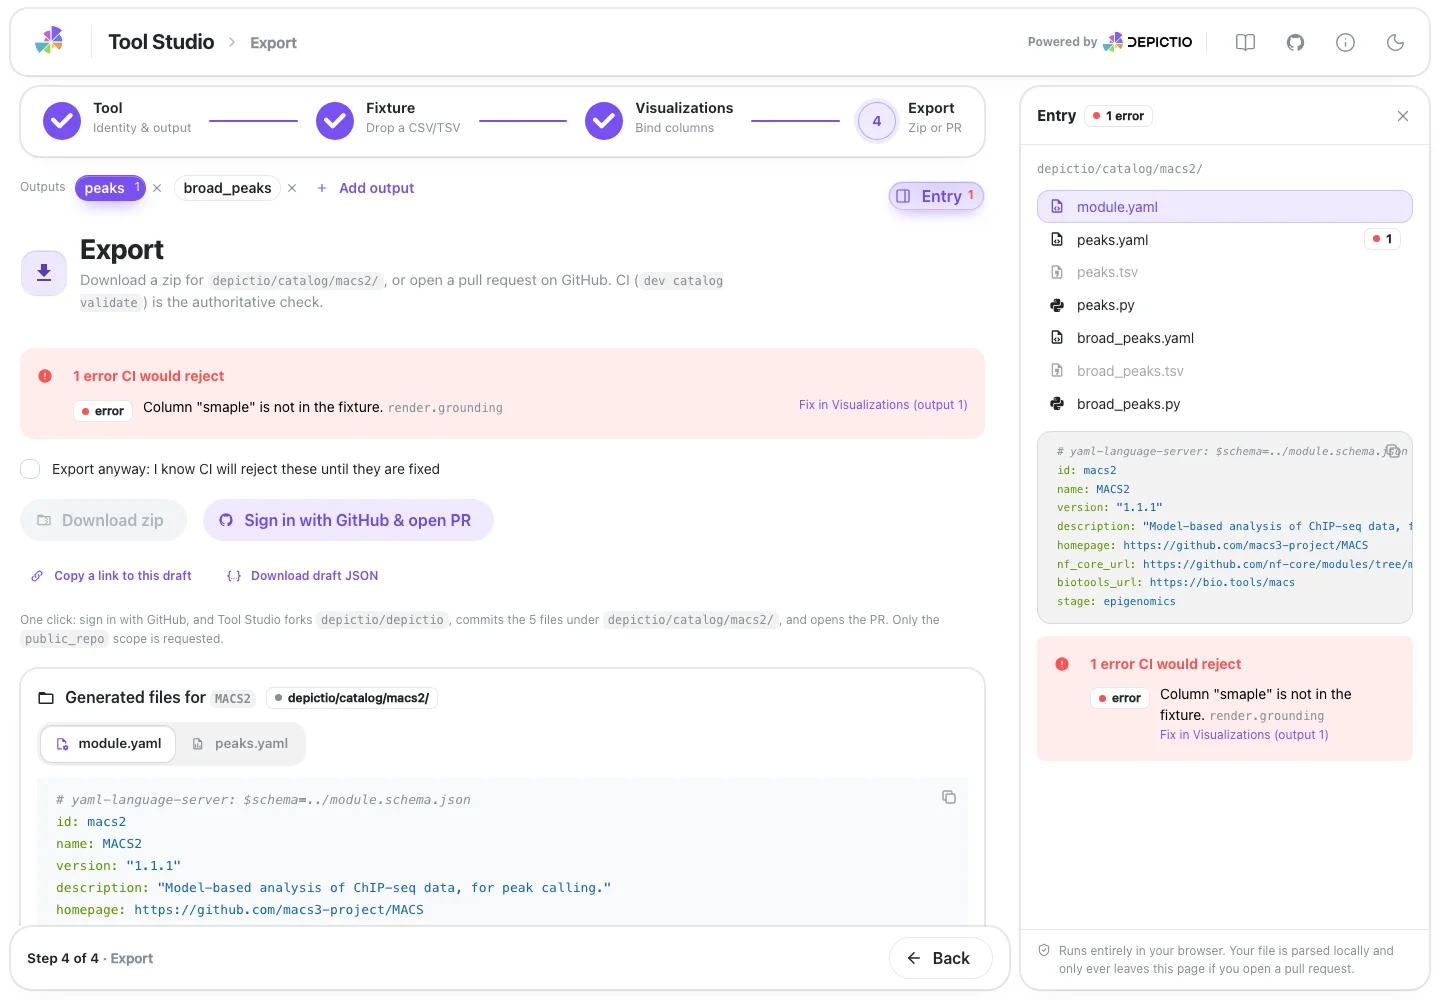 Tool Studio
Export
Powered by DEPICTIO
Tool
Identity & output
Fixture
Drop a CSV/TSV
Visualizations
Bind columns
4
Export
Zip or PR
Outputs peaks 1 × broad_peaks × + Add output
Entry 1
Export
Download a zip for depictio/catalog/macs2/, or open a pull request on GitHub. CI ( dev catalog
validate ) is the authoritative check.
1 error CI would reject
error Column "smaple" is not in the fixture. render.grounding
Fix in Visualizations (output 1)
Export anyway: I know CI will reject these until they are fixed
Download zip
Sign in with GitHub & open PR
Copy a link to this draft
{..} Download draft JSON
One click: sign in with GitHub, and Tool Studio forks depictio/depictio, commits the 5 files under depictio/catalog/macs2/, and opens the PR. Only the
public_repo scope is requested.
Generated files for MACS2 depictio/catalog/macs2/
module.yaml
peaks.yaml
# yaml-language-server: $schema=../module.schema.json
id: macs2
name: MACS2
version: "1.1.1"
description: "Model-based analysis of ChIP-seq data, for peak calling."
homepage: https://github.com/macs3-project/MACS
Step 4 of 4 · Export
Back
Entry 1 error
depictio/catalog/macs2/
module.yaml
peaks.yaml 1
peaks.tsv
peaks.py
broad_peaks.yaml
broad_peaks.tsv
broad_peaks.py
# yaml-language-server: $schema=../module.schema.json
id: macs2
name: MACS2
version: "1.1.1"
description: "Model-based analysis of ChIP-seq data, f
homepage: https://github.com/macs3-project/MACS
nf_core_url: https://github.com/nf-core/modules/tree/m
biotools_url: https://bio.tools/macs
stage: epigenomics
1 error CI would reject
error Column "smaple" is not in the
fixture. render.grounding
Fix in Visualizations (output 1)
Runs entirely in your browser. Your file is parsed locally and
only ever leaves this page if you open a pull request.